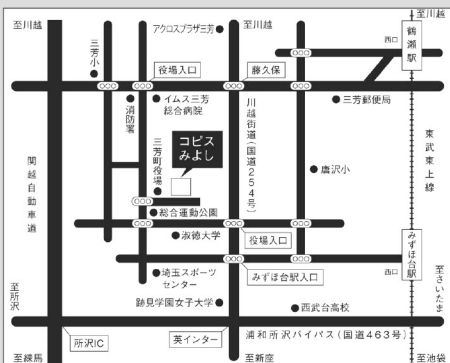 至川越
アクロスプラザ三芳
至川越
西口
鶴瀬駅
三芳小
役場入口
藤久保
消防署
イムス三芳
総合病院
三芳郵便局
川越街道(国道254号)
コピス
みよし
三芳町役場
唐沢小
東武東上線
関越自動車道
総合運動公園
淑徳大学
役場入口
みずほ台駅
西口
埼玉スポーツ
センター
みずほ台駅入口
至所沢
至さいたま
跡見学園女子大学
西武台高校
所沢IC
英インター
浦和所沢バイパス(国道463号)
至練馬
至新座
至池袋